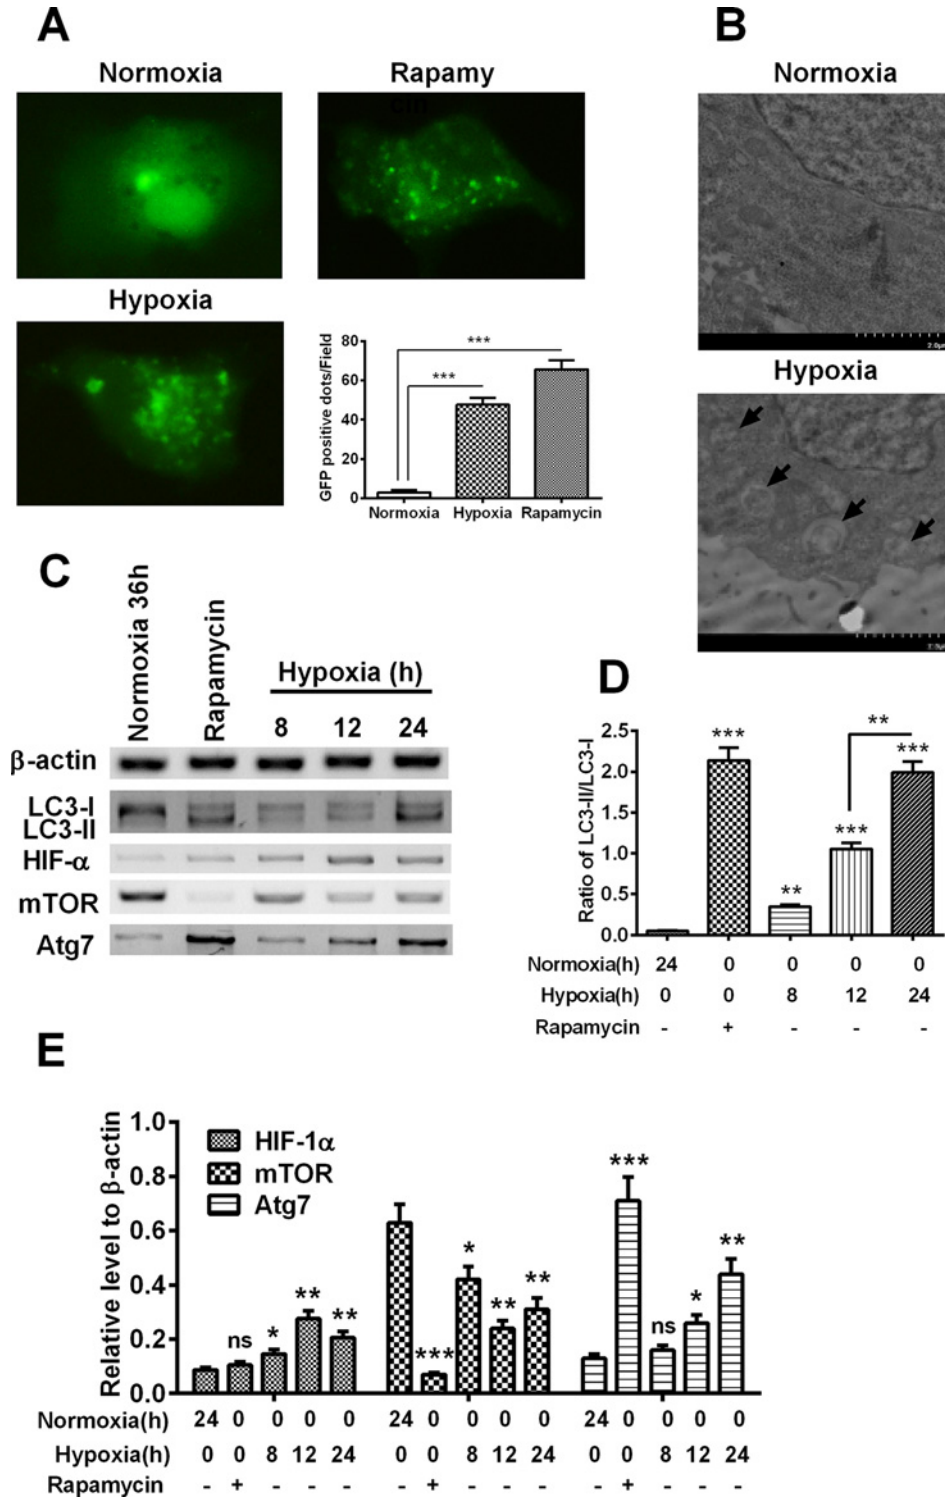 A
B
Normoxia
Rapamy
cin
Normoxia
2.0µm
Hypoxia
Hypoxia
GFP positive dots/Field
80
60
40
20
0
***
***
Normoxia Hypoxia Rapamycin
C
Normoxia 36h
Rapamycin
Hypoxia (h)
8 12 24
β-actin
LC3-I
LC3-II
HIF-α
mTOR
Atg7
D
Ratio of LC3-II/LC3-I
2.5
2.0
1.0
0.5
0.0
***
**
***
**
***
Normoxia(h) 24 0 0 0 0
Hypoxia(h) 0 0 8 12 24
Rapamycin - + - - -
E
Relative level to β-actin
1.0
0.8
0.6
0.4
0.2
0.0
HIF-1α
mTOR
Atg7
ns * ** **
*** * ** **
*** ns * **
Normoxia(h) 24 0 0 0 0 24 0 0 0 0 24 0 0 0 0
Hypoxia(h) 0 0 8 12 24 0 0 8 12 24 0 0 8 12 24
Rapamycin - + - - - - + - - - - + - - -